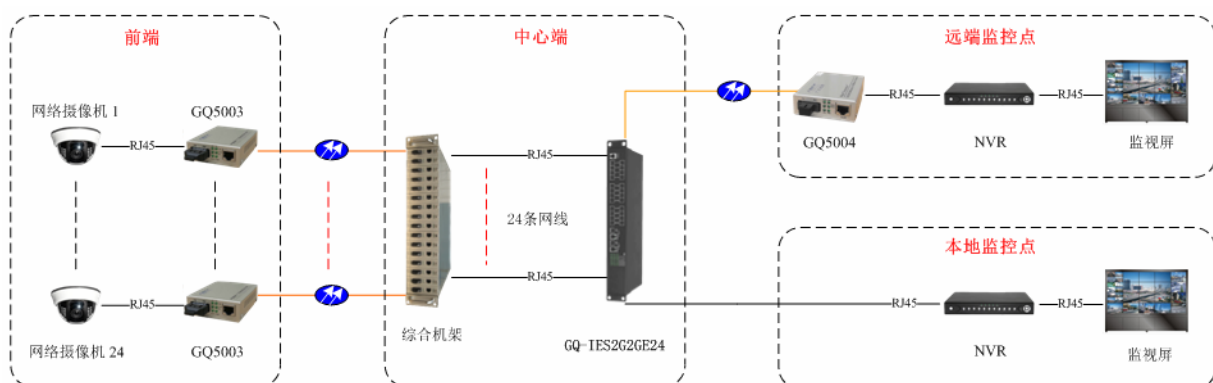 前端
中心端
远端监控点
网络摄像机 1
GQ5003
RJ45
RJ45
RJ45
RJ45
GQ5004
NVR
监视屏
24条网线
本地监控点
RJ45
RJ45
RJ45
RJ45
网络摄像机 24
GQ5003
综合机架
GQ-IES2G2GE24
NVR
监视屏